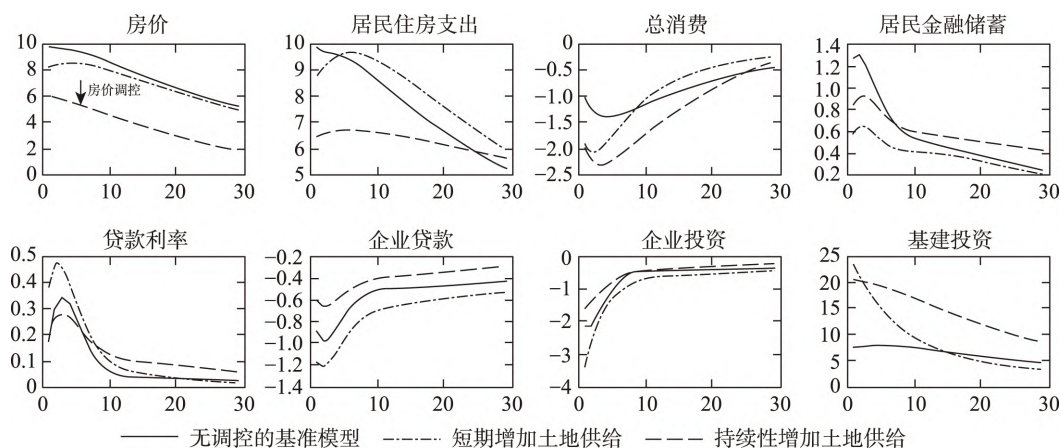 房价 居民住房支出 总消费 居民金融储蓄
10 10 0 1.4
8 9 -0.5 1.2
6 8 -1.0 1.0
4 7 -1.5 0.8
2 6 -2.0 0.6
0 5 -2.5 0.4
0.2
房价调控
0 10 20 30 0 10 20 30 0 10 20 30 0 10 20 30
贷款利率 企业贷款 企业投资 基建投资
0.5 -0.2 0 25
0.4 -0.4 -1 20
0.3 -0.6 -2 15
0.2 -0.8 -3 10
0.1 -1.0 -4 5
0 -1.2 0
-1.4
0 10 20 30 0 10 20 30 0 10 20 30 0 10 20 30
无调控的基准模型 短期增加土地供给 持续性增加土地供给